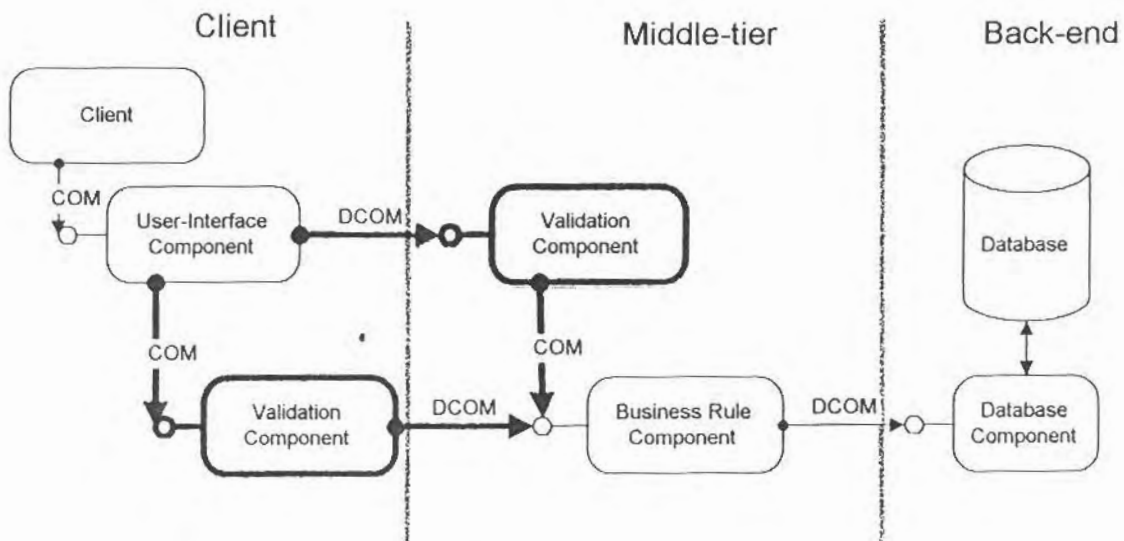 Client
Middle-tier
Back-end
Client
COM
User-Interface
Component
DCOM
Validation
Component
Database
COM
COM
Validation
Component
DCOM
Business Rule
Component
DCOM
Database
Component